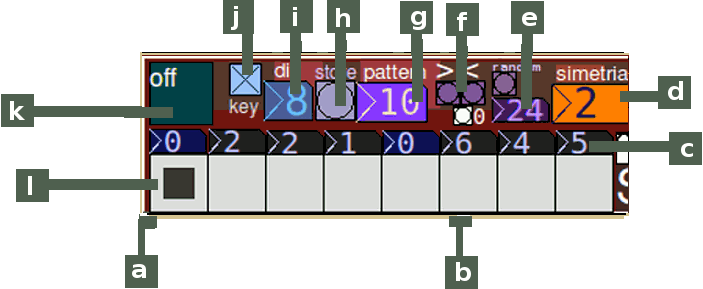 j i h g f e
off di store pattern >< random simetria
key 8 10 0 24 2
k d
0 2 2 1 0 6 4 5
c
l
a b